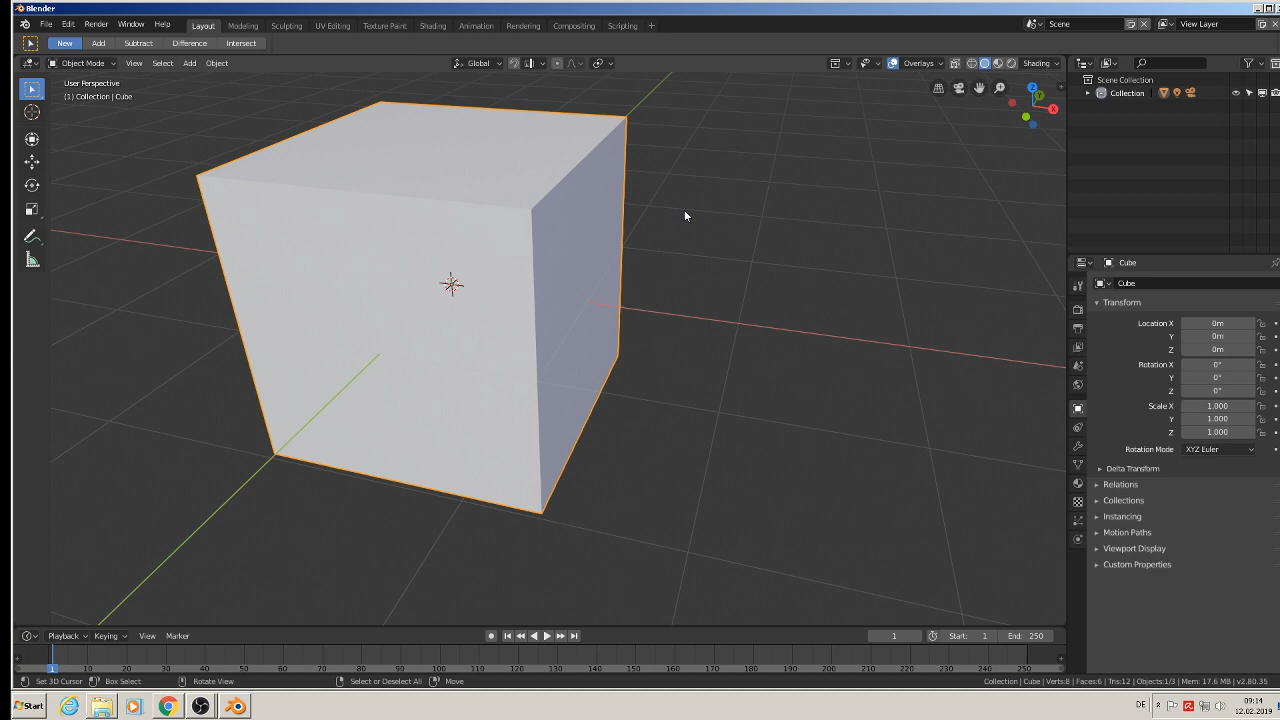 Blender
File Edit Render Window Help Layout Modeling Sculpting UV Editing Texture Paint Shading Animation Rendering Compositing Scripting + Scene View Layer
New Add Subtract Difference Intersect
Object Mode View Select Add Object Global Overlays Shading
User Perspective
(1) Collection | Cube
Z
Y
X
Scene Collection
Collection
Cube
Cube
Transform
Location X 0m
Y 0m
Z 0m
Rotation X 0°
Y 0°
Z 0°
Scale X 1.000
Y 1.000
Z 1.000
Rotation Mode XYZ Euler
Delta Transform
Relations
Collections
Instancing
Motion Paths
Viewport Display
Custom Properties
Playback Keying View Marker 1 Start: 1 End: 250
1 10 20 30 40 50 60 70 80 90 100 110 120 130 140 150 160 170 180 190 200 210 220 230 240 250
Set 3D Cursor Box Select Rotate View Select or Deselect All Move Collection | Cube | Verts:8 | Faces:6 | Tris:12 | Objects:1/3 | Mem: 17.6 MB | v2.80.35
Start DE 09:14
12.02.2019